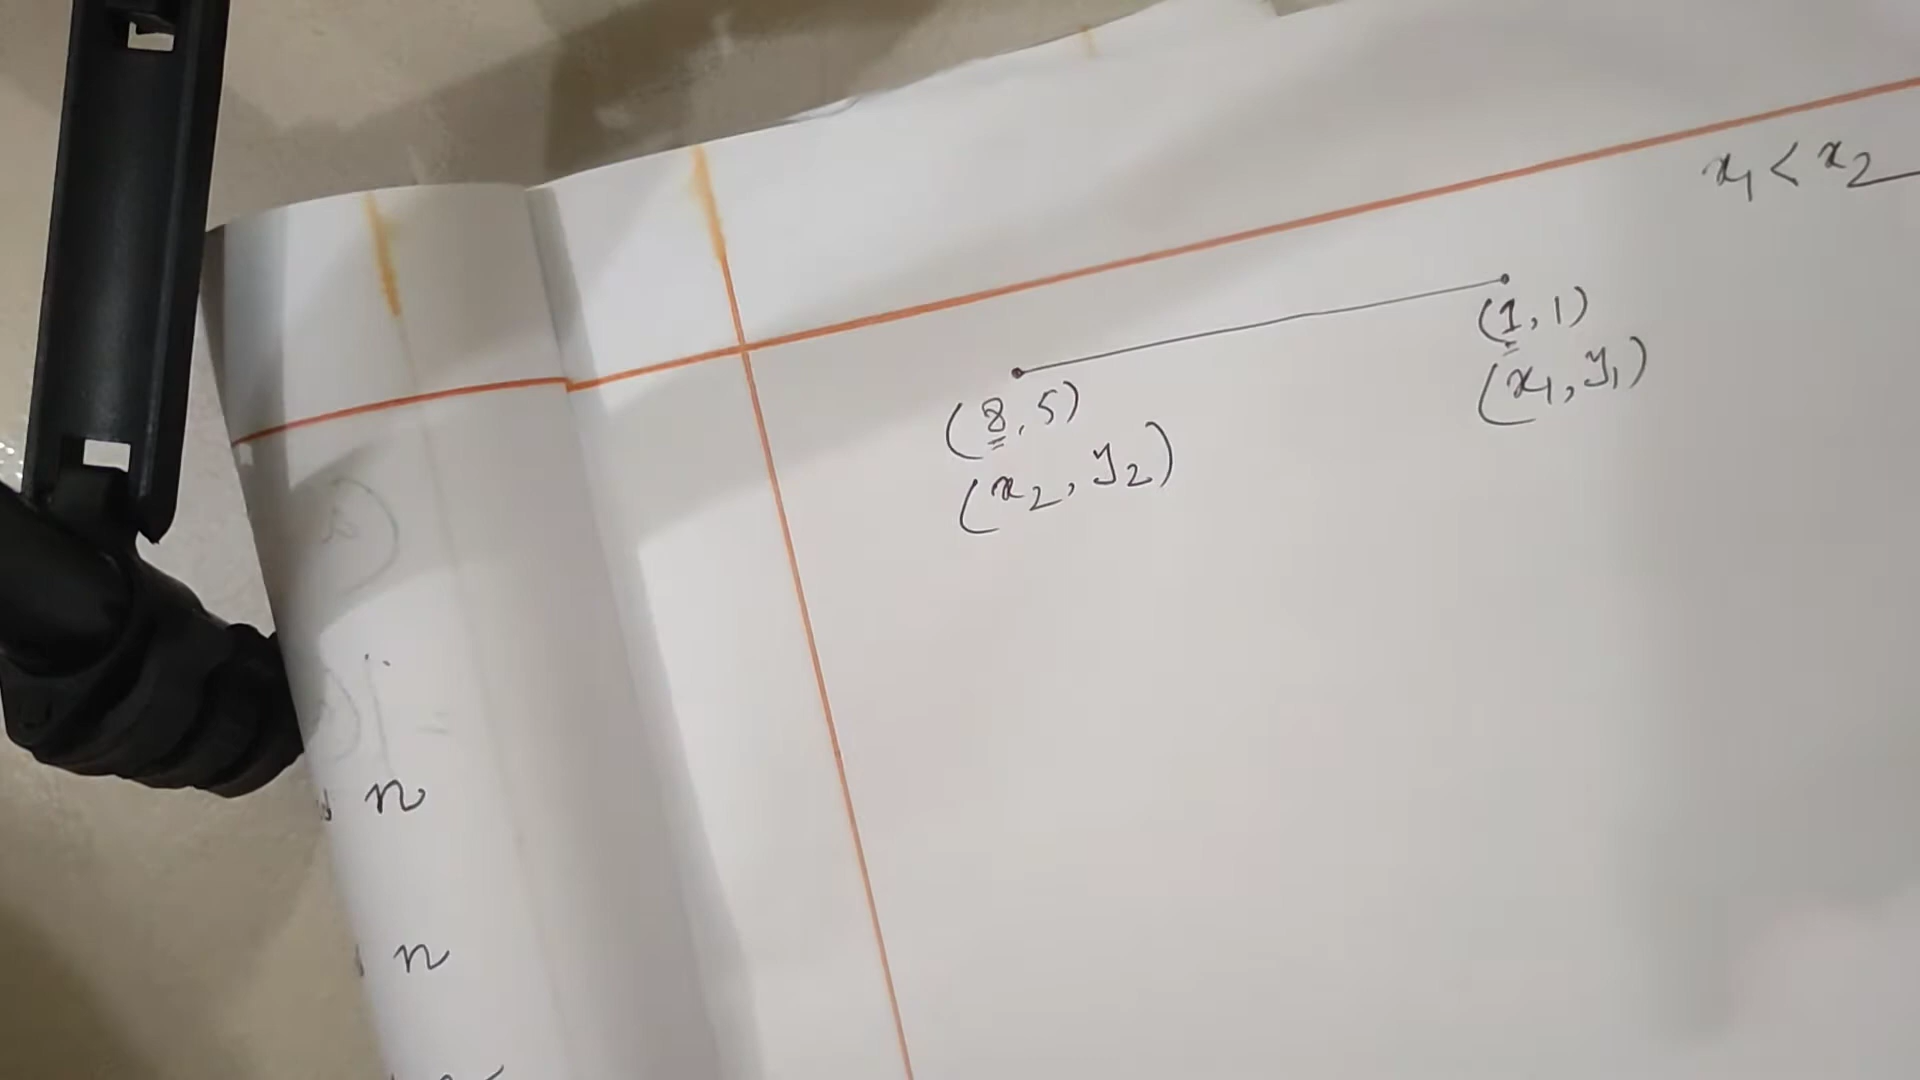 x₁ < x₂
(1, 1)
(x₁, y₁)
(8, 5)
(x₂, y₂)
n
n